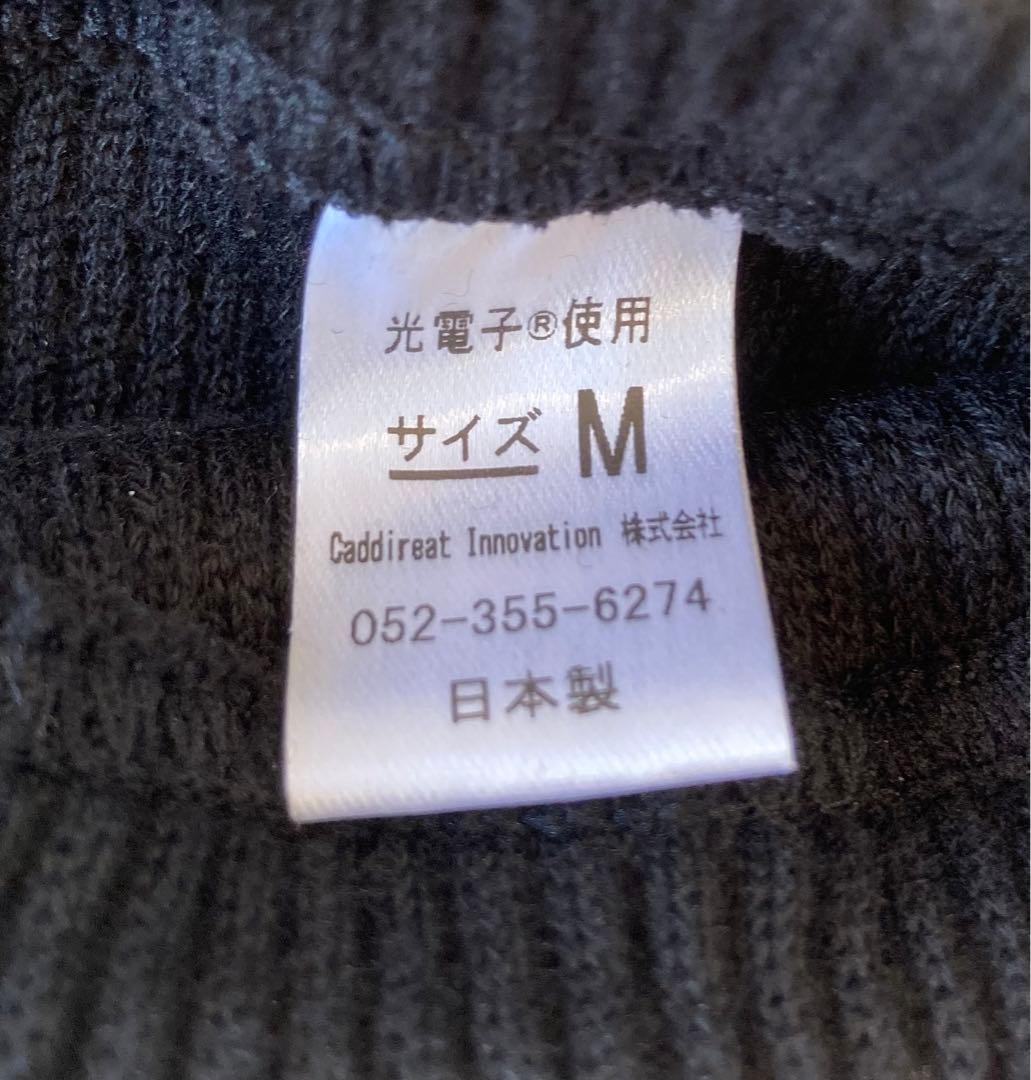 光電子®使用
サイズ M
Caddireat Innovation 株式会社
052-355-6274
日本製